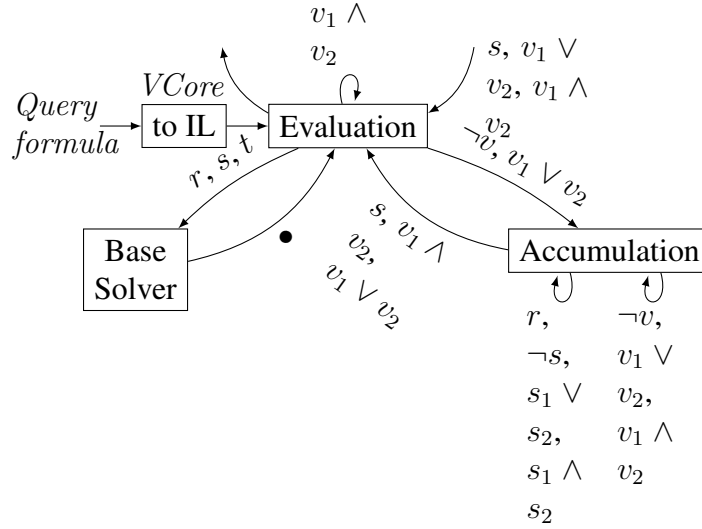 v₁ ∧
v₂
s, v₁ ∨
v₂, v₁ ∧
v₂
VCore
Query
formula
to IL
Evaluation
r, s, t
¬v, v₁ ∨ v₂
s, v₁ ∧
v₂,
v₁ ∨ v₂
•
Base
Solver
Accumulation
r,
¬s,
s₁ ∨
s₂,
s₁ ∧
s₂
¬v,
v₁ ∨
v₂,
v₁ ∧
v₂